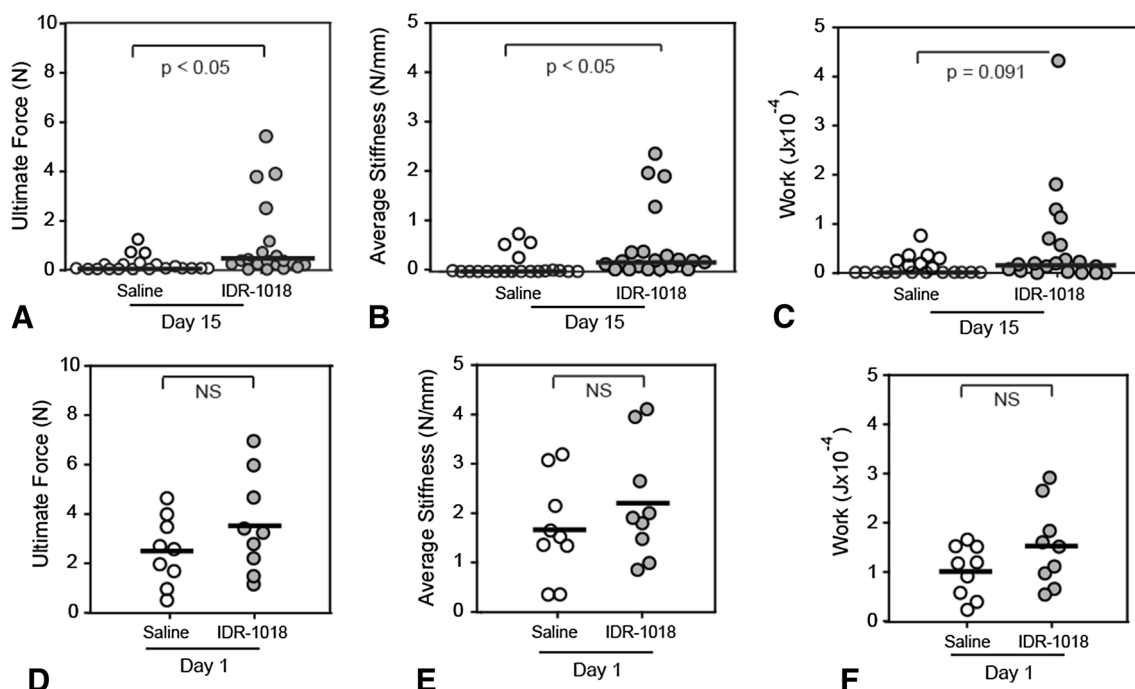 10
8
6
4
2
0
Ultimate Force (N)
p < 0.05
Saline IDR-1018
Day 15
A
5
4
3
2
1
0
Average Stiffness (N/mm)
p < 0.05
Saline IDR-1018
Day 15
B
5
4
3
2
1
0
Work (Jx10⁻⁴)
p = 0.091
Saline IDR-1018
Day 15
C
10
8
6
4
2
0
Ultimate Force (N)
NS
Saline IDR-1018
Day 1
D
5
4
3
2
1
0
Average Stiffness (N/mm)
NS
Saline IDR-1018
Day 1
E
5
4
3
2
1
0
Work (Jx10⁻⁴)
NS
Saline IDR-1018
Day 1
F